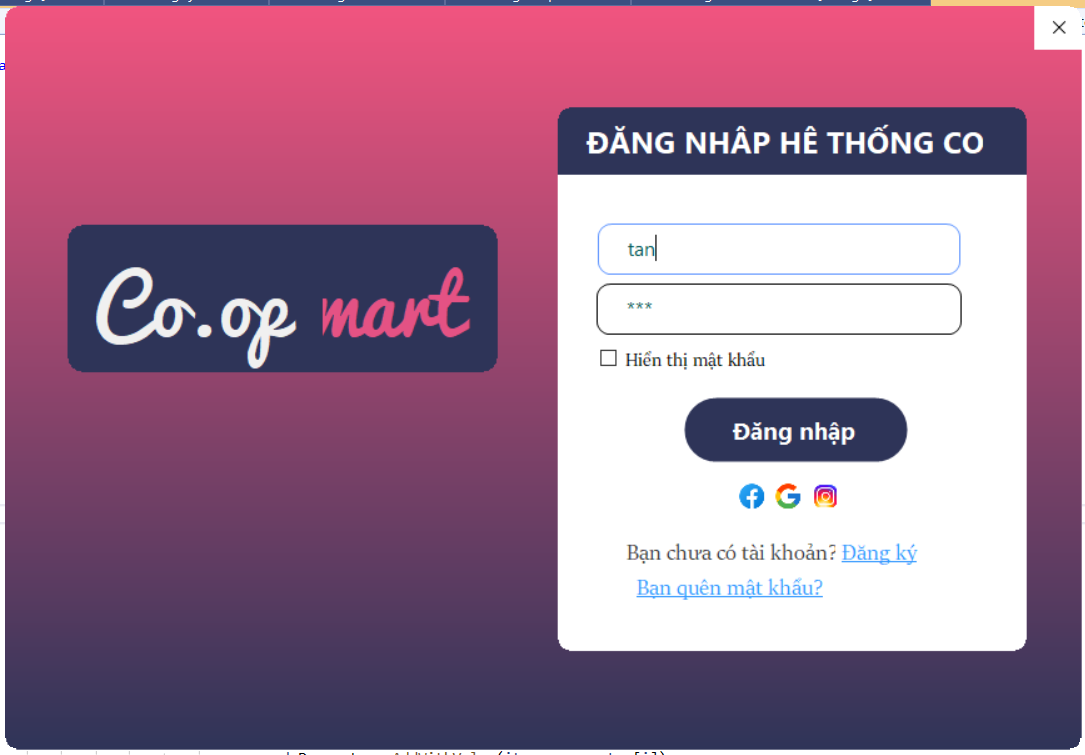 Co.op mart
ĐĂNG NHÂP HÊ THỐNG CO
tan
***
Hiển thị mật khẩu
Đăng nhập
Bạn chưa có tài khoản? Đăng ký
Bạn quên mật khẩu?